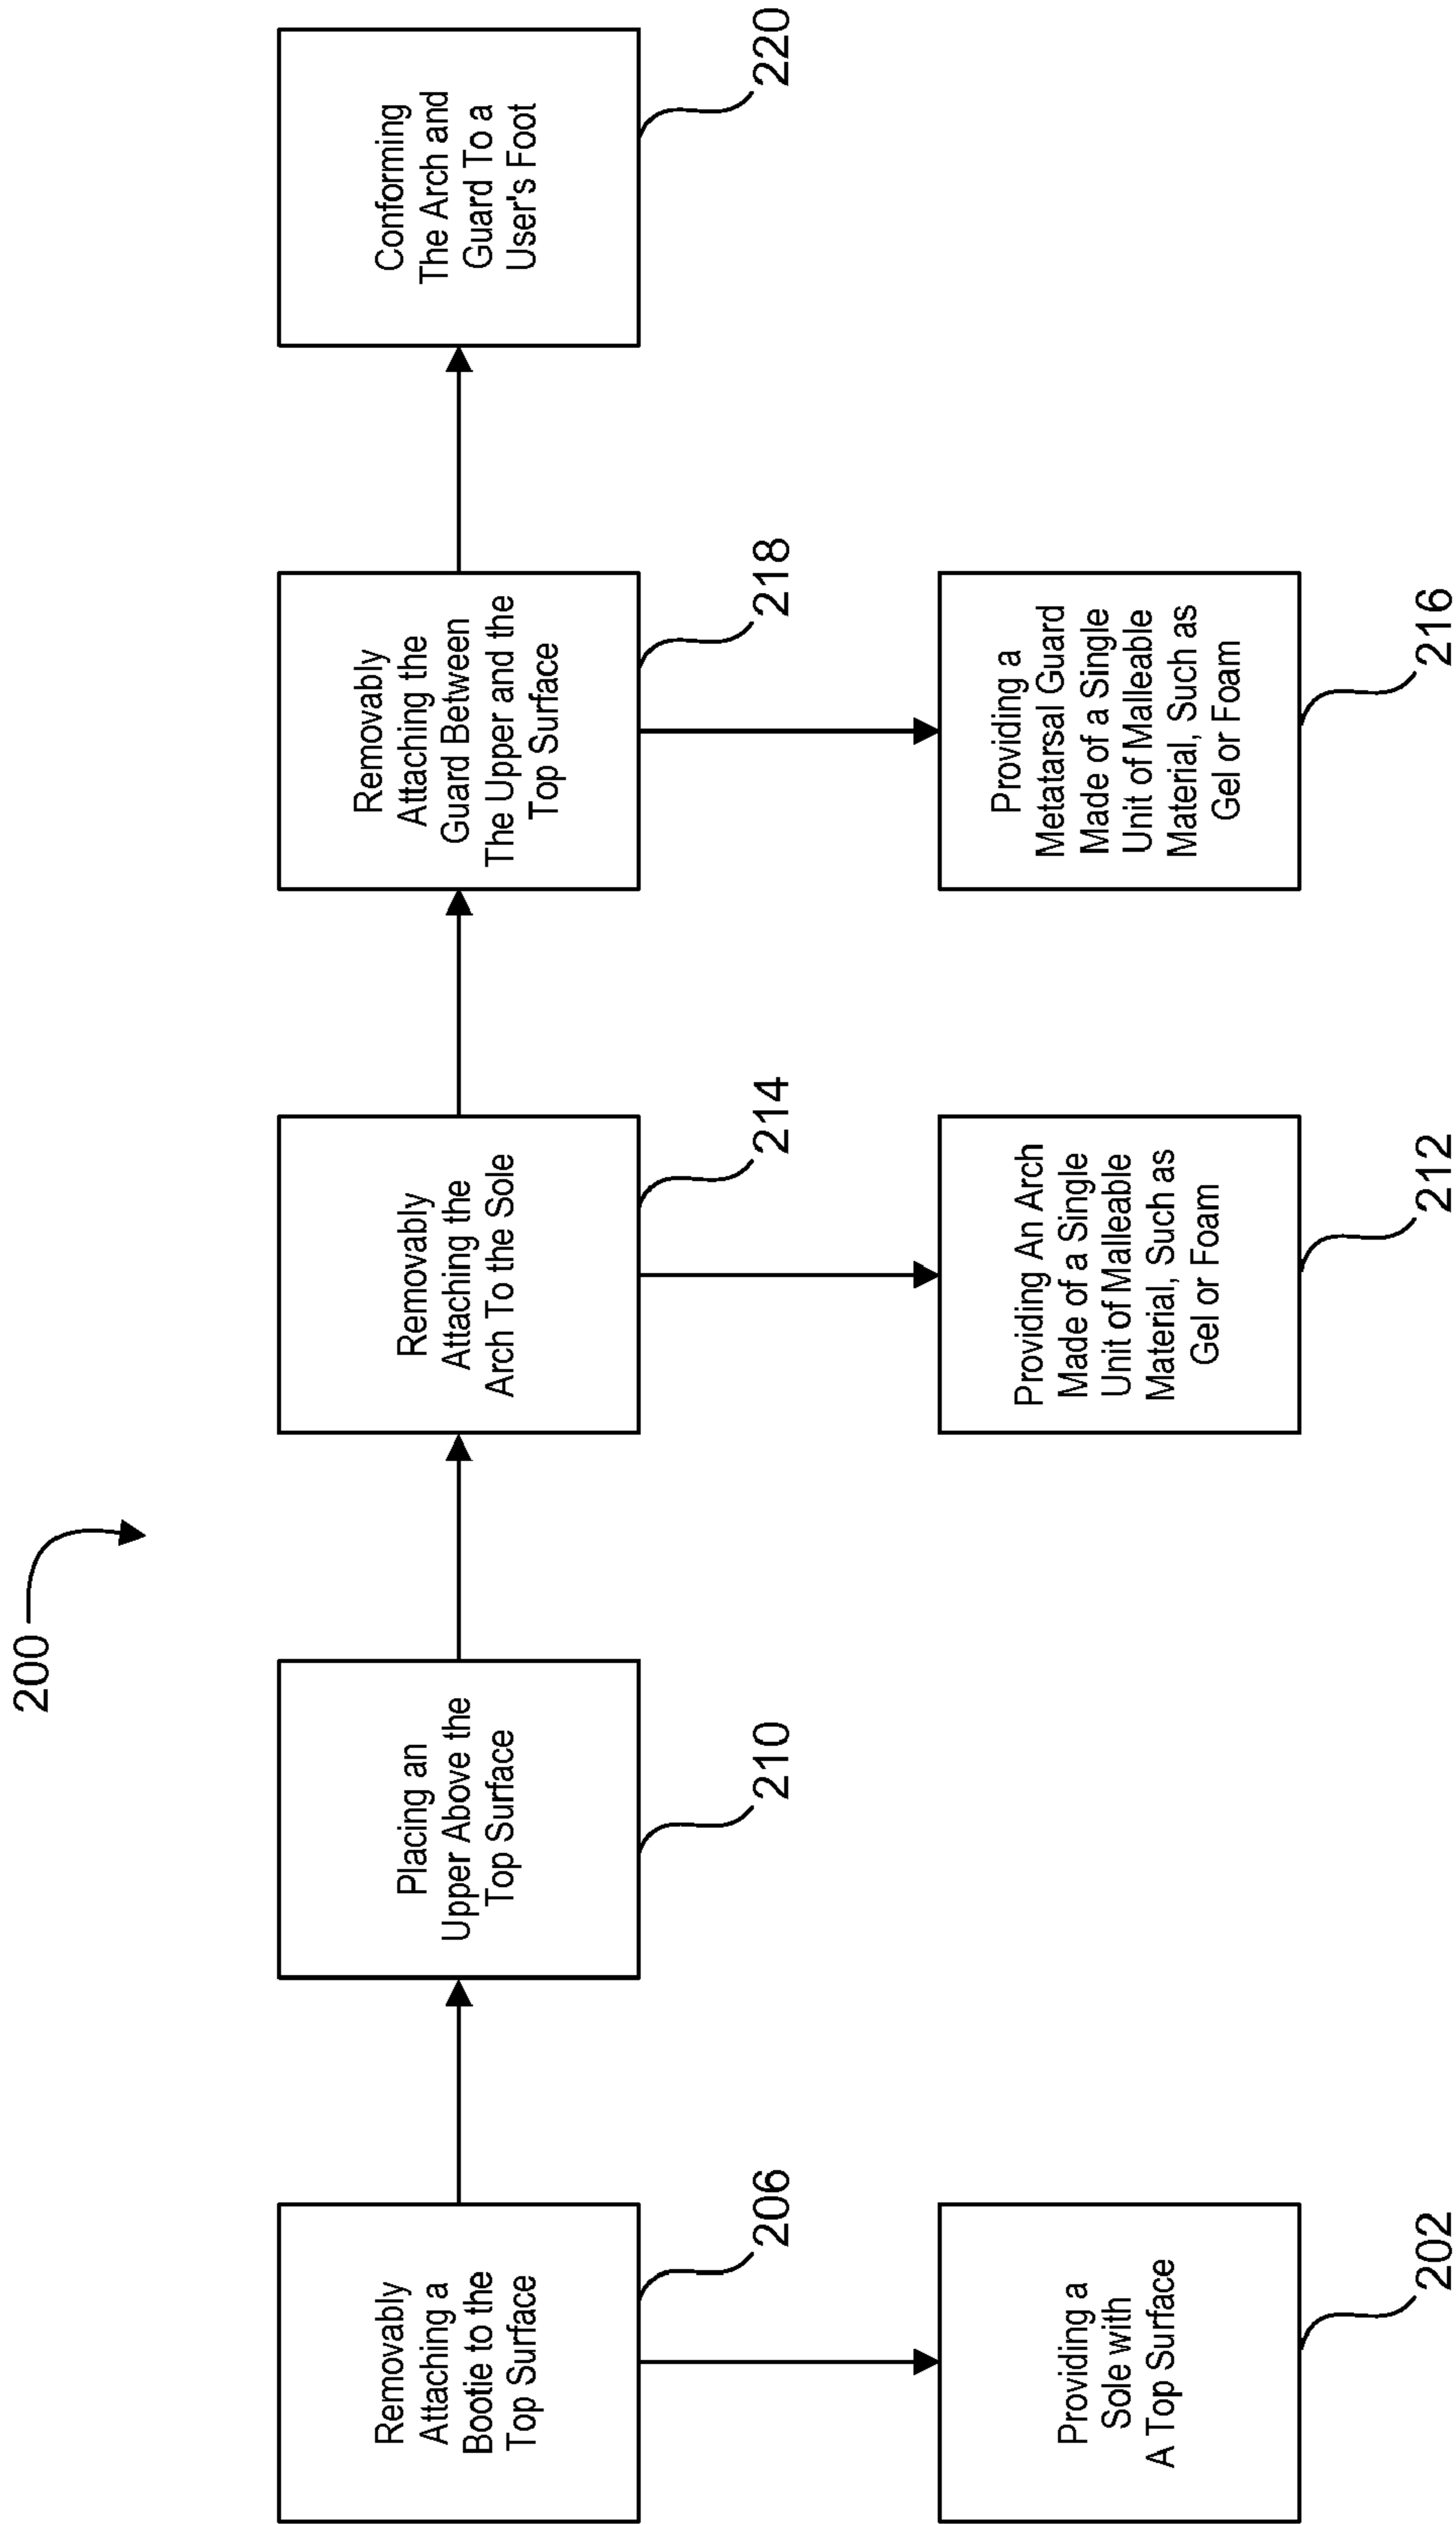 200
Removably
Attaching a
Bootie to the
Top Surface
206
Placing an
Upper Above the
Top Surface
210
Removably
Attaching the
Arch To the Sole
214
Removably
Attaching the
Guard Between
The Upper and the
Top Surface
218
Conforming
The Arch and
Guard To a
User's Foot
220
Providing a
Sole with
A Top Surface
202
Providing An Arch
Made of a Single
Unit of Malleable
Material, Such as
Gel or Foam
212
Providing a
Metatarsal Guard
Made of a Single
Unit of Malleable
Material, Such as
Gel or Foam
216